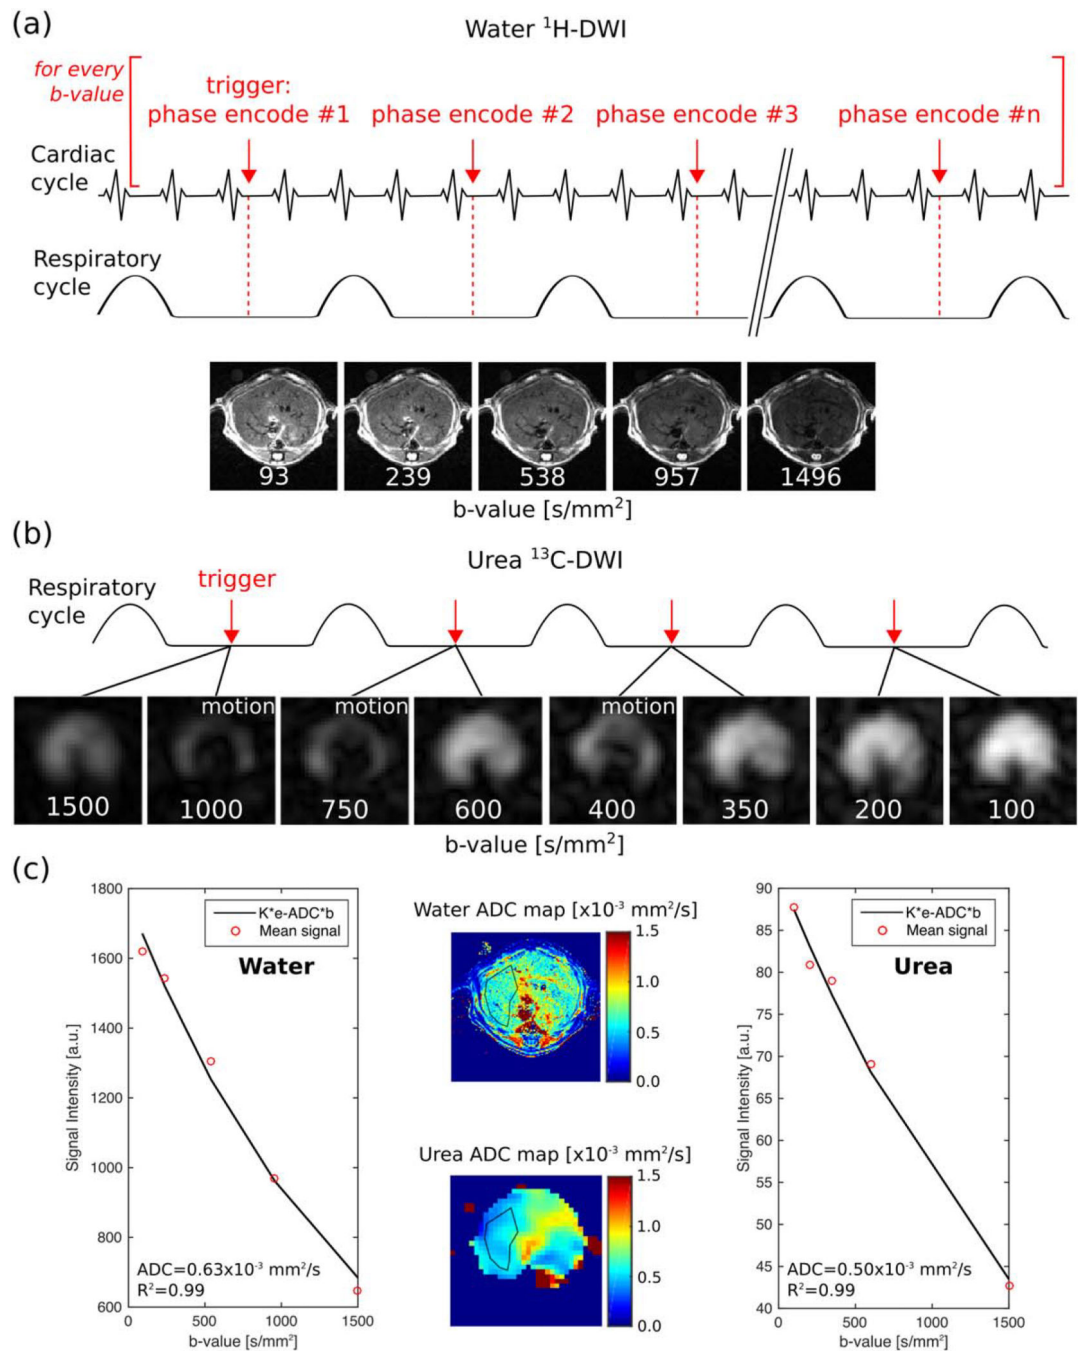 (a)
Water ¹H-DWI
for every
b-value
trigger:
phase encode #1
phase encode #2
phase encode #3
phase encode #n
Cardiac
cycle
Respiratory
cycle
93
239
538
957
1496
b-value [s/mm²]
(b)
Urea ¹³C-DWI
Respiratory
cycle
trigger
motion
motion
motion
1500
1000
750
600
400
350
200
100
b-value [s/mm²]
(c)
1800
1600
1400
1200
1000
800
600
Signal Intensity [a.u.]
K*e-ADC*b
Mean signal
Water
ADC=0.63x10⁻³ mm²/s
R²=0.99
0
500
1000
1500
b-value [s/mm²]
Water ADC map [x10⁻³ mm²/s]
1.5
1.0
0.5
0.0
Urea ADC map [x10⁻³ mm²/s]
1.5
1.0
0.5
0.0
90
85
80
75
70
65
60
55
50
45
40
Signal Intensity [a.u.]
K*e-ADC*b
Mean signal
Urea
ADC=0.50x10⁻³ mm²/s
R²=0.99
0
500
1000
1500
b-value [s/mm²]